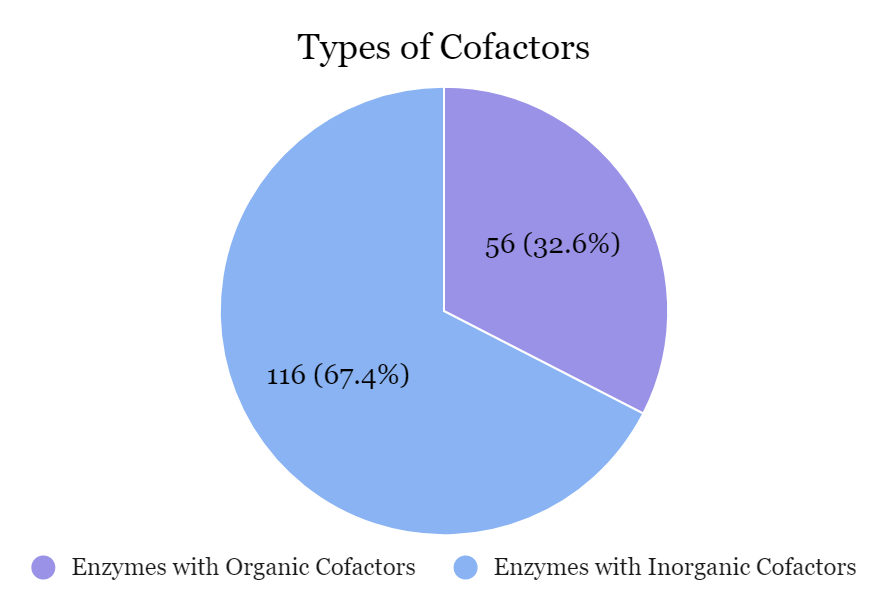 Types of Cofactors
56 (32.6%)
116 (67.4%)
Enzymes with Organic Cofactors
Enzymes with Inorganic Cofactors